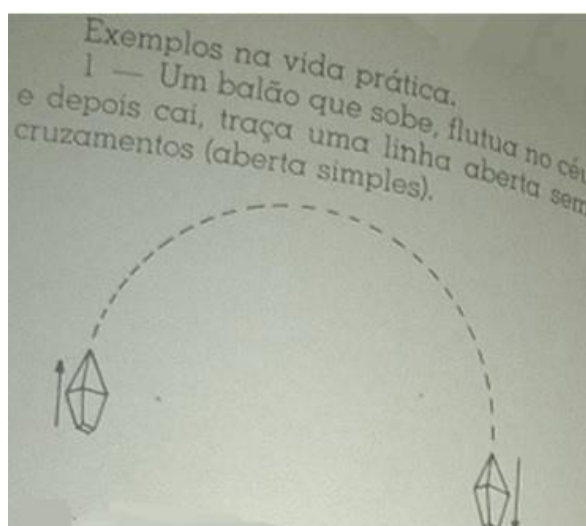 Exemplos na vida prática.
1 — Um balão que sobe, flutua no céu
e depois cai, traça uma linha aberta sem
cruzamentos (aberta simples).